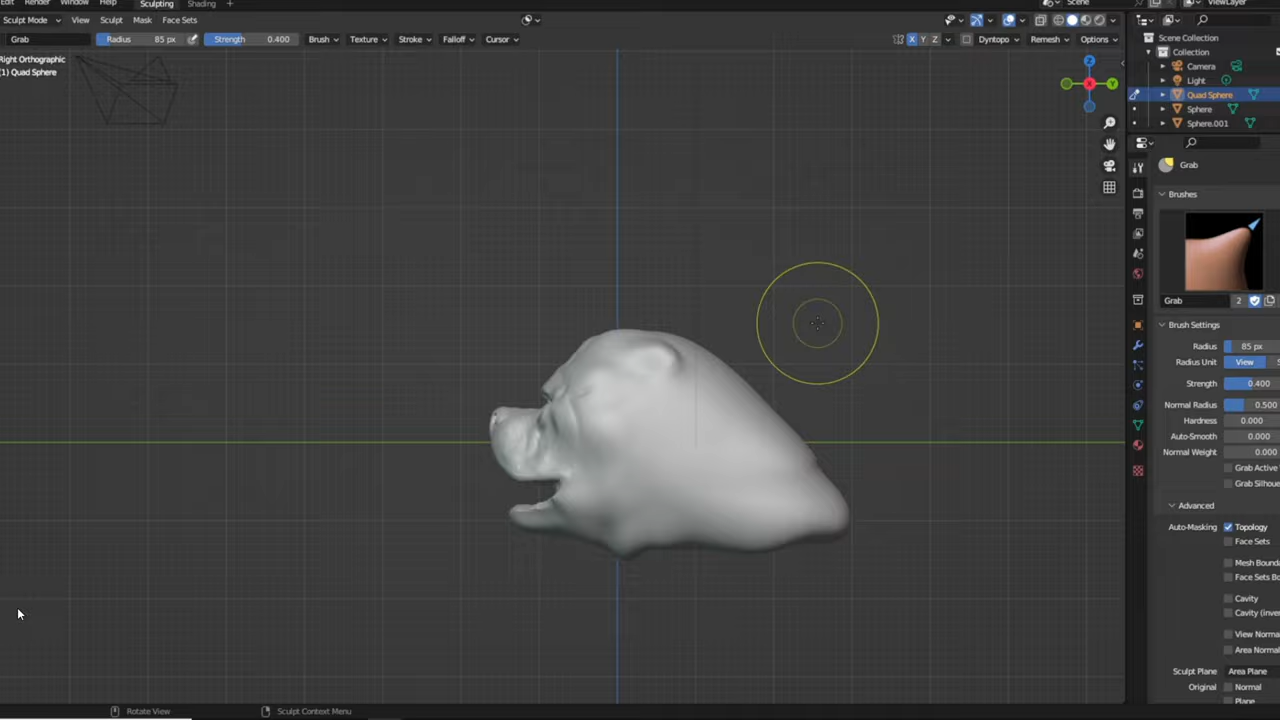 Render
Window
Help
Sculpting
Shading
+
Scene
ViewLayer
Sculpt Mode
View
Sculpt
Mask
Face Sets
Grab
Radius 85 px
Strength 0.400
Brush
Texture
Stroke
Falloff
Cursor
X Y Z
Dyntopo
Remesh
Options
Right Orthographic
(1) Quad Sphere
X
Y
Z
Scene Collection
Collection
Camera
Light
Quad Sphere
Sphere
Sphere.001
Grab
Brushes
Grab 2
Brush Settings
Radius 85 px
Radius Unit View
Strength 0.400
Normal Radius 0.500
Hardness 0.000
Auto-Smooth 0.000
Normal Weight 0.000
Grab Active
Grab Silhoue
Advanced
Auto-Masking Topology
Face Sets
Mesh Bounda
Face Sets Bo
Cavity
Cavity (inver
View Normal
Area Normal
Sculpt Plane Area Plane
Original Normal
Plane
Rotate View
Sculpt Context Menu